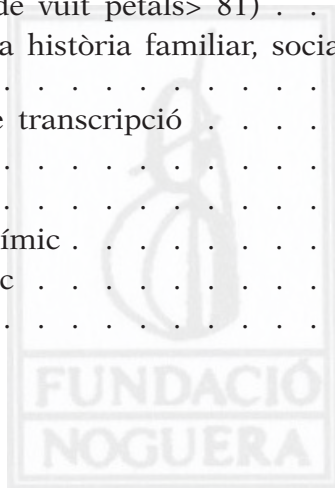 de vuit pètals> 81) . .
a història familiar, socia
. . . . . . . . . .
e transcripció . . . .
. . . . . . . . . .
. . . . . . . . . .
ímic . . . . . . . .
c . . . . . . . . .
. . . . . . . . . .
FUNDACIÓ
NOGUERA